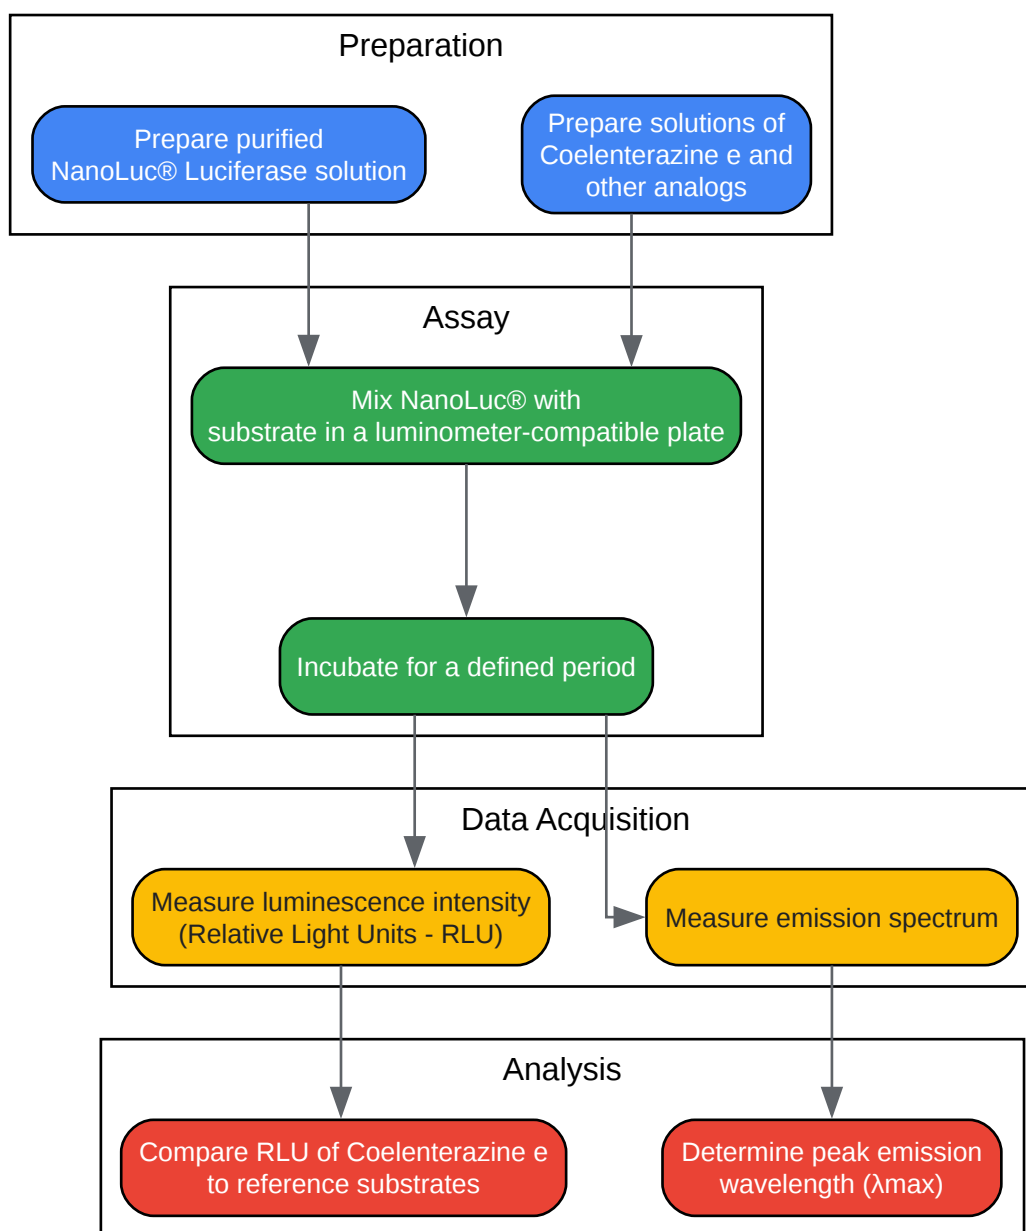 Preparation
Prepare purified
NanoLuc® Luciferase solution
Prepare solutions of
Coelenterazine e and
other analogs
Assay
Mix NanoLuc® with
substrate in a luminometer-compatible plate
Incubate for a defined period
Data Acquisition
Measure luminescence intensity
(Relative Light Units - RLU)
Measure emission spectrum
Analysis
Compare RLU of Coelenterazine e
to reference substrates
Determine peak emission
wavelength (λmax)